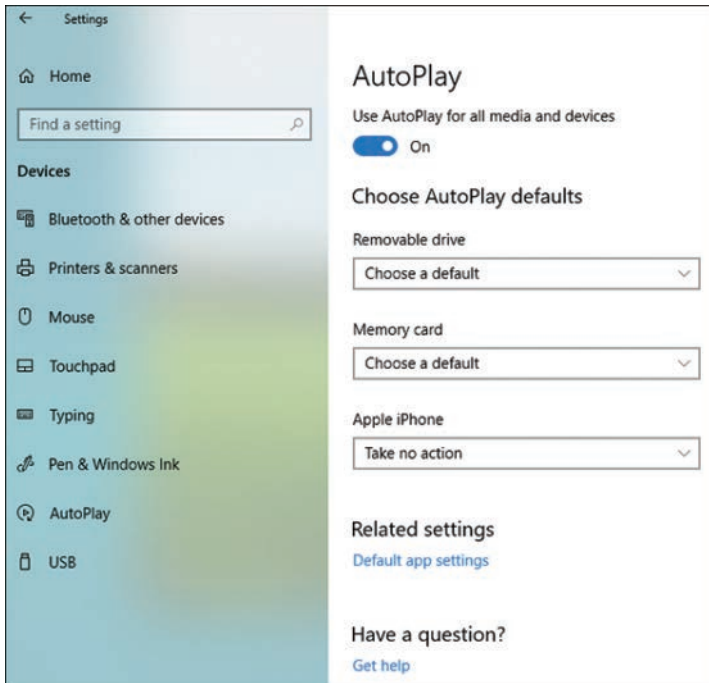 Settings
Home
Find a setting
Devices
Bluetooth & other devices
Printers & scanners
Mouse
Touchpad
Typing
Pen & Windows Ink
AutoPlay
USB
AutoPlay
Use AutoPlay for all media and devices
On
Choose AutoPlay defaults
Removable drive
Choose a default
Memory card
Choose a default
Apple iPhone
Take no action
Related settings
Default app settings
Have a question?
Get help